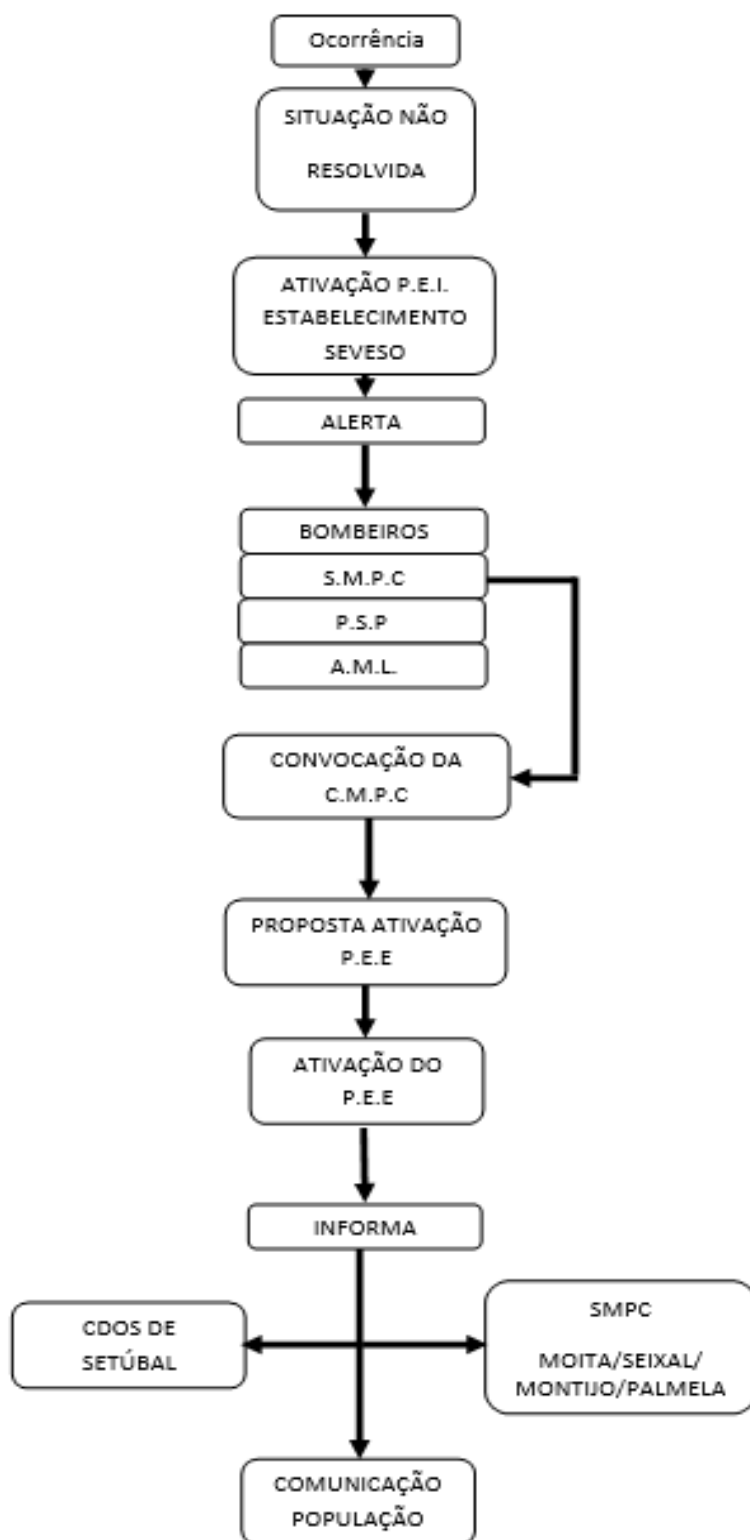 Ocorrência
SITUAÇÃO NÃO
RESOLVIDA
ATIVAÇÃO P.E.I.
ESTABELECIMENTO
SEVESO
ALERTA
BOMBEIROS
S.M.P.C
P.S.P
A.M.L.
CONVOCAÇÃO DA
C.M.P.C
PROPOSTA ATIVAÇÃO
P.E.E
ATIVAÇÃO DO
P.E.E
INFORMA
CDOS DE
SETÚBAL
SMPC
MOITA/SEIXAL/
MONTIJO/PALMELA
COMUNICAÇÃO
POPULAÇÃO